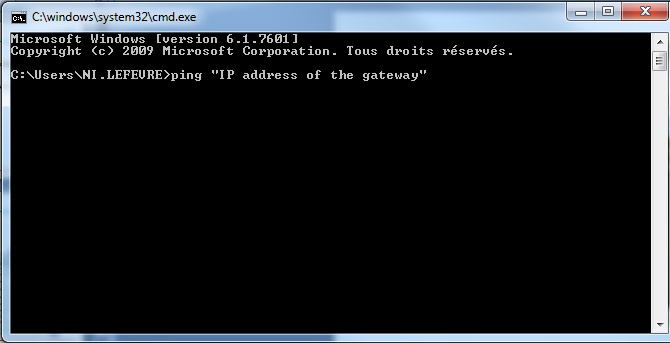 C:\windows\system32\cmd.exe
Microsoft Windows [version 6.1.7601]
Copyright (c) 2009 Microsoft Corporation. Tous droits réservés.
C:\Users\NI.LEFEVRE>ping "IP address of the gateway"